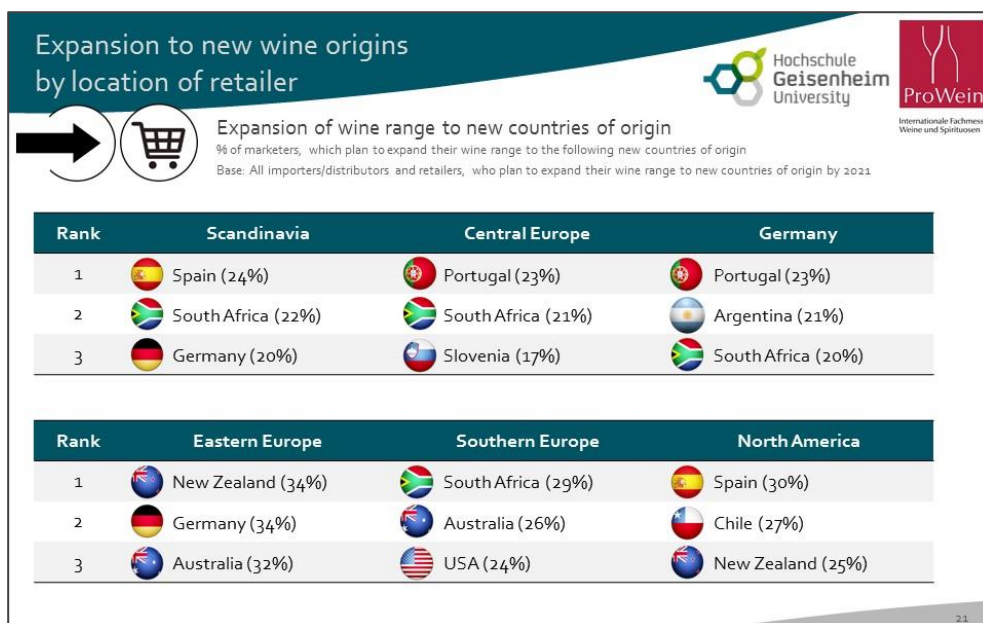 Expansion to new wine origins
by location of retailer
Hochschule
Geisenheim
University
ProWein
Internationale Fachmess
Weine und Spirituosen
Expansion of wine range to new countries of origin
% of marketers, which plan to expand their wine range to the following new countries of origin
Base: All importers/distributors and retailers, who plan to expand their wine range to new countries of origin by 2021
Rank Scandinavia Central Europe Germany
1 Spain (24%) Portugal (23%) Portugal (23%)
2 South Africa (22%) South Africa (21%) Argentina (21%)
3 Germany (20%) Slovenia (17%) South Africa (20%)
Rank Eastern Europe Southern Europe North America
1 New Zealand (34%) South Africa (29%) Spain (30%)
2 Germany (34%) Australia (26%) Chile (27%)
3 Australia (32%) USA (24%) New Zealand (25%)
21